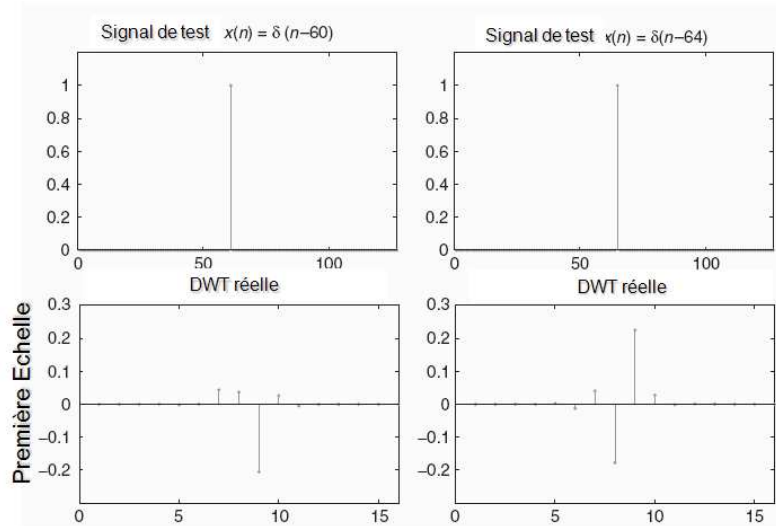 Signal de test x(n) = δ (n−60)
Signal de test x(n) = δ(n−64)
1
0.8
0.6
0.4
0.2
0
0 50 100
1
0.8
0.6
0.4
0.2
0
0 50 100
DWT réelle
DWT réelle
Première Echelle
0.3
0.2
0.1
0
−0.1
−0.2
0 5 10 15
0.3
0.2
0.1
0
−0.1
−0.2
0 5 10 15